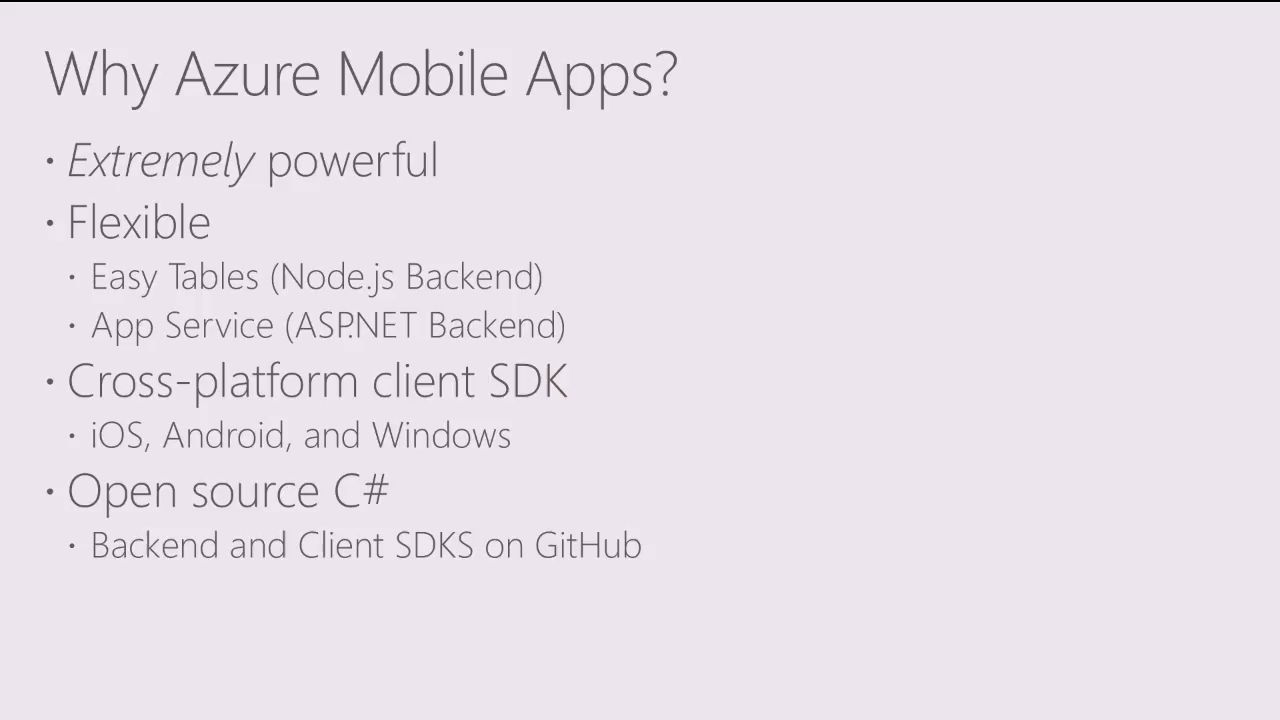 Why Azure Mobile Apps?
• Extremely powerful
• Flexible
• Easy Tables (Node.js Backend)
• App Service (ASP.NET Backend)
• Cross-platform client SDK
• iOS, Android, and Windows
• Open source C#
• Backend and Client SDKS on GitHub